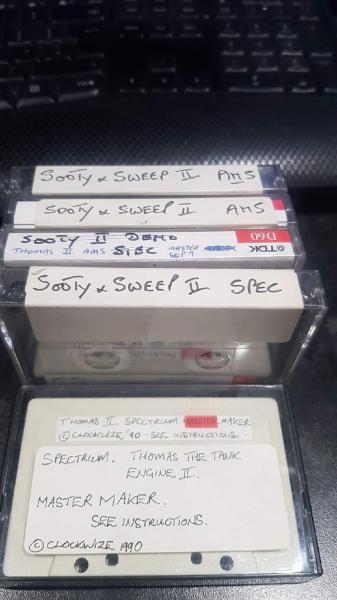 SOOTY & SWEEP II AMS
SOOTY & SWEEP II AMS
SOOTY II DEMO
THOMAS II AMS SPEC MASTER
TDK
D60
SOOTY & SWEEP II SPEC
THOMAS II SPECTRUM MASTER MAKER
© CLOCKWIZE '90 - SEE INSTRUCTIONS.
SPECTRUM. THOMAS THE TANK
ENGINE II.
MASTER MAKER.
SEE INSTRUCTIONS.
© CLOCKWIZE 1990